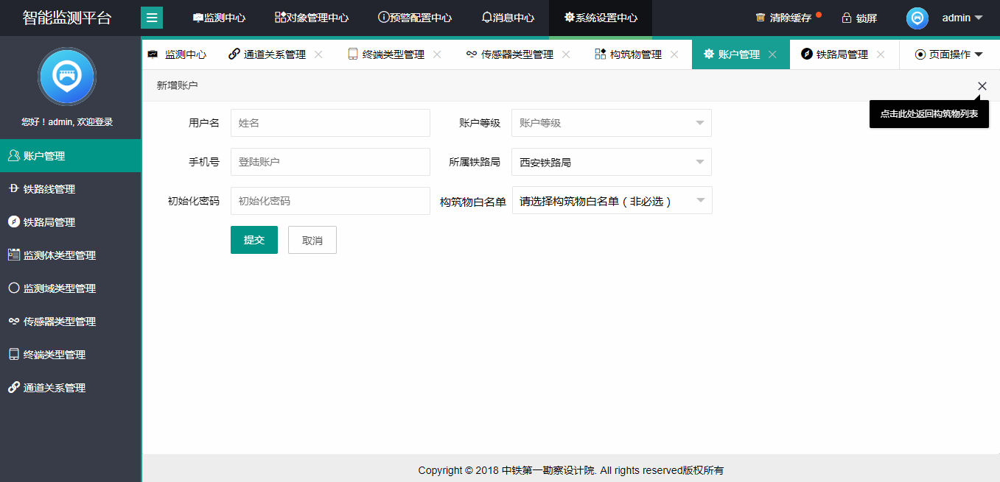 智能监测平台 监测中心 对象管理中心 预警配置中心 消息中心 系统设置中心 清除缓存 锁屏 admin
监测中心 通道关系管理 终端类型管理 传感器类型管理 构筑物管理 账户管理 铁路局管理 页面操作
新增账户
点击此处返回构筑物列表
您好！admin, 欢迎登录
账户管理
铁路线管理
铁路局管理
监测体类型管理
监测域类型管理
传感器类型管理
终端类型管理
通道关系管理
用户名 姓名 账户等级 账户等级
手机号 登陆账户 所属铁路局 西安铁路局
初始化密码 初始化密码 构筑物白名单 请选择构筑物白名单（非必选）
提交 取消
Copyright © 2018 中铁第一勘察设计院. All rights reserved版权所有